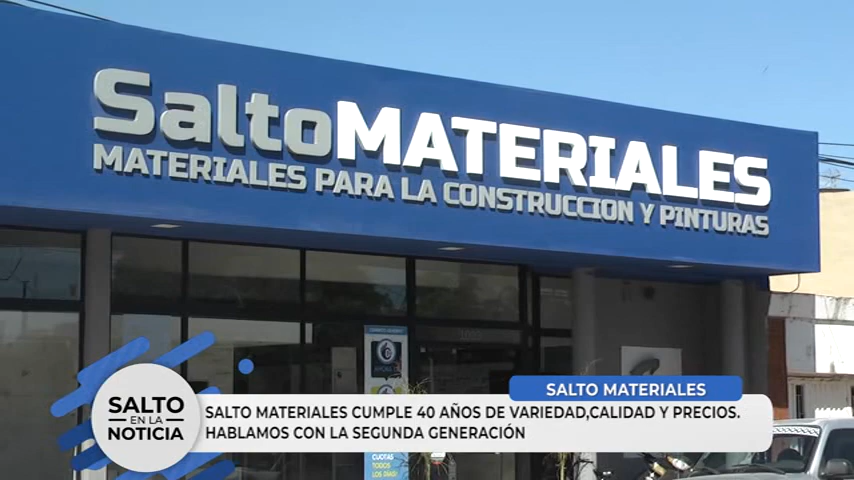 SaltoMATERIALES
MATERIALES PARA LA CONSTRUCCION Y PINTURAS
SALTO MATERIALES
SALTO
EN LA
NOTICIA
SALTO MATERIALES CUMPLE 40 AÑOS DE VARIEDAD,CALIDAD Y PRECIOS.
HABLAMOS CON LA SEGUNDA GENERACIÓN
CUOTAS
TODOS
LOS DÍAS